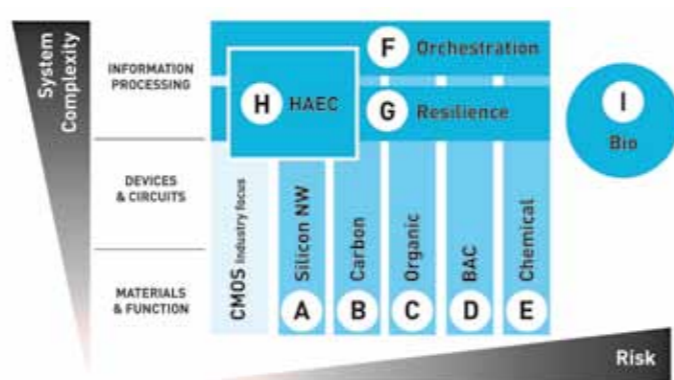 System
Complexity
INFORMATION
PROCESSING
DEVICES
& CIRCUITS
MATERIALS
& FUNCTION
F Orchestration
H HAEC
G Resilience
I
Bio
CMOS Industry focus
A Silicon NW
B Carbon
C Organic
D BAC
E Chemical
Risk